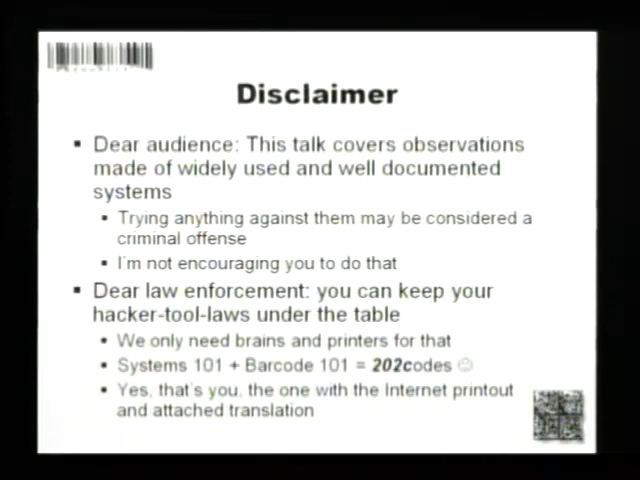 Disclaimer
Dear audience: This talk covers observations
made of widely used and well documented
systems
Trying anything against them may be considered a
criminal offense
I'm not encouraging you to do that
Dear law enforcement: you can keep your
hacker-tool-laws under the table
We only need brains and printers for that
Systems 101 + Barcode 101 = 202codes ☺
Yes, that's you, the one with the Internet printout
and attached translation